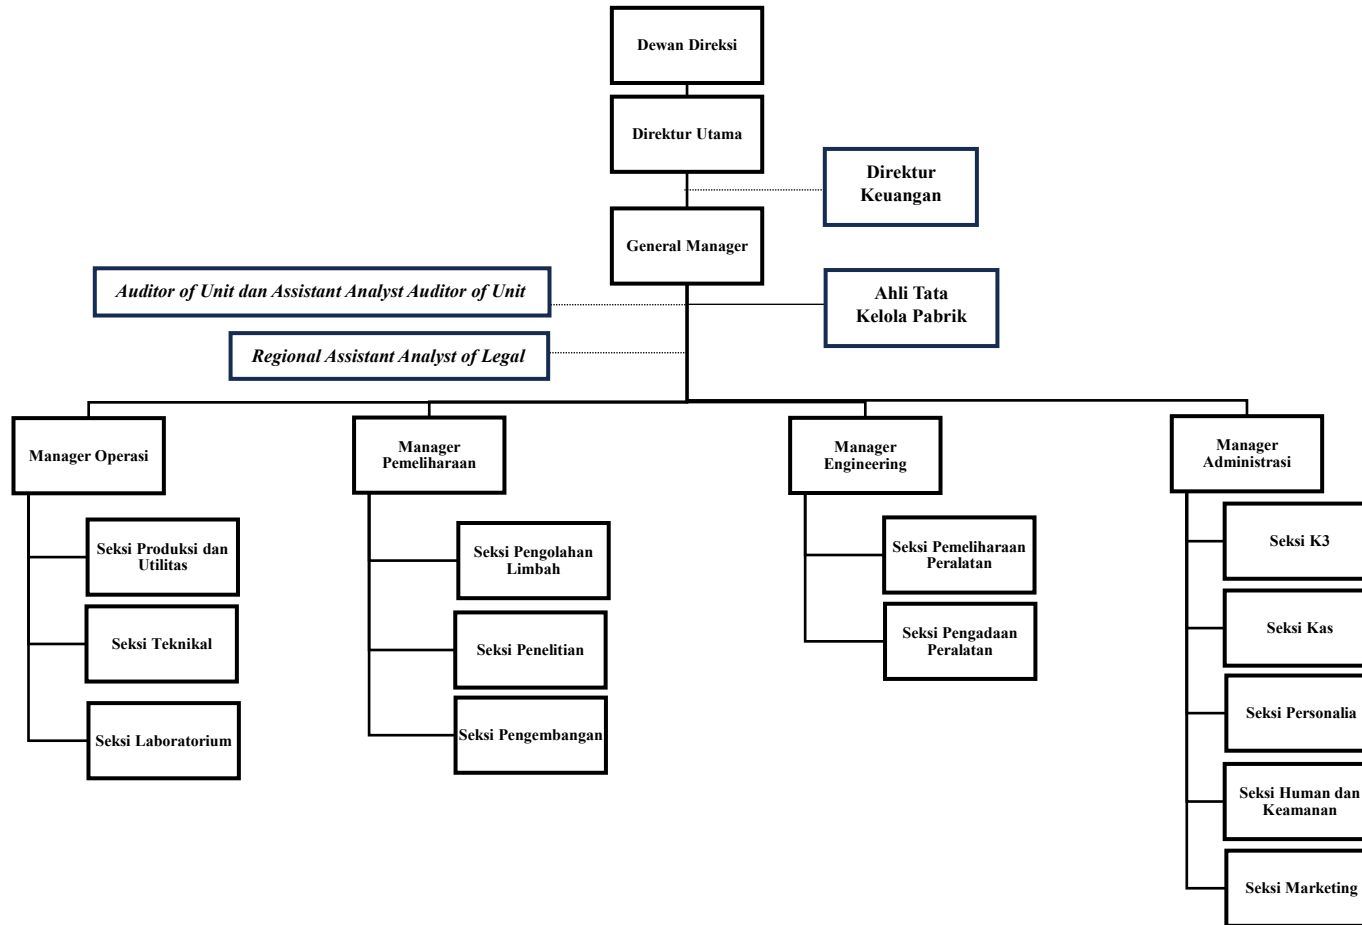 Dewan Direksi
Direktur Utama
Direktur
Keuangan
General Manager
Auditor of Unit dan Assistant Analyst Auditor of Unit
Ahli Tata
Kelola Pabrik
Regional Assistant Analyst of Legal
Manager Operasi
Manager
Pemeliharaan
Manager
Engineering
Manager
Administrasi
Seksi Produksi dan
Utilitas
Seksi Teknikal
Seksi Laboratorium
Seksi Pengolahan
Limbah
Seksi Penelitian
Seksi Pengembangan
Seksi Pemeliharaan
Peralatan
Seksi Pengadaan
Peralatan
Seksi K3
Seksi Kas
Seksi Personalia
Seksi Human dan
Keamanan
Seksi Marketing